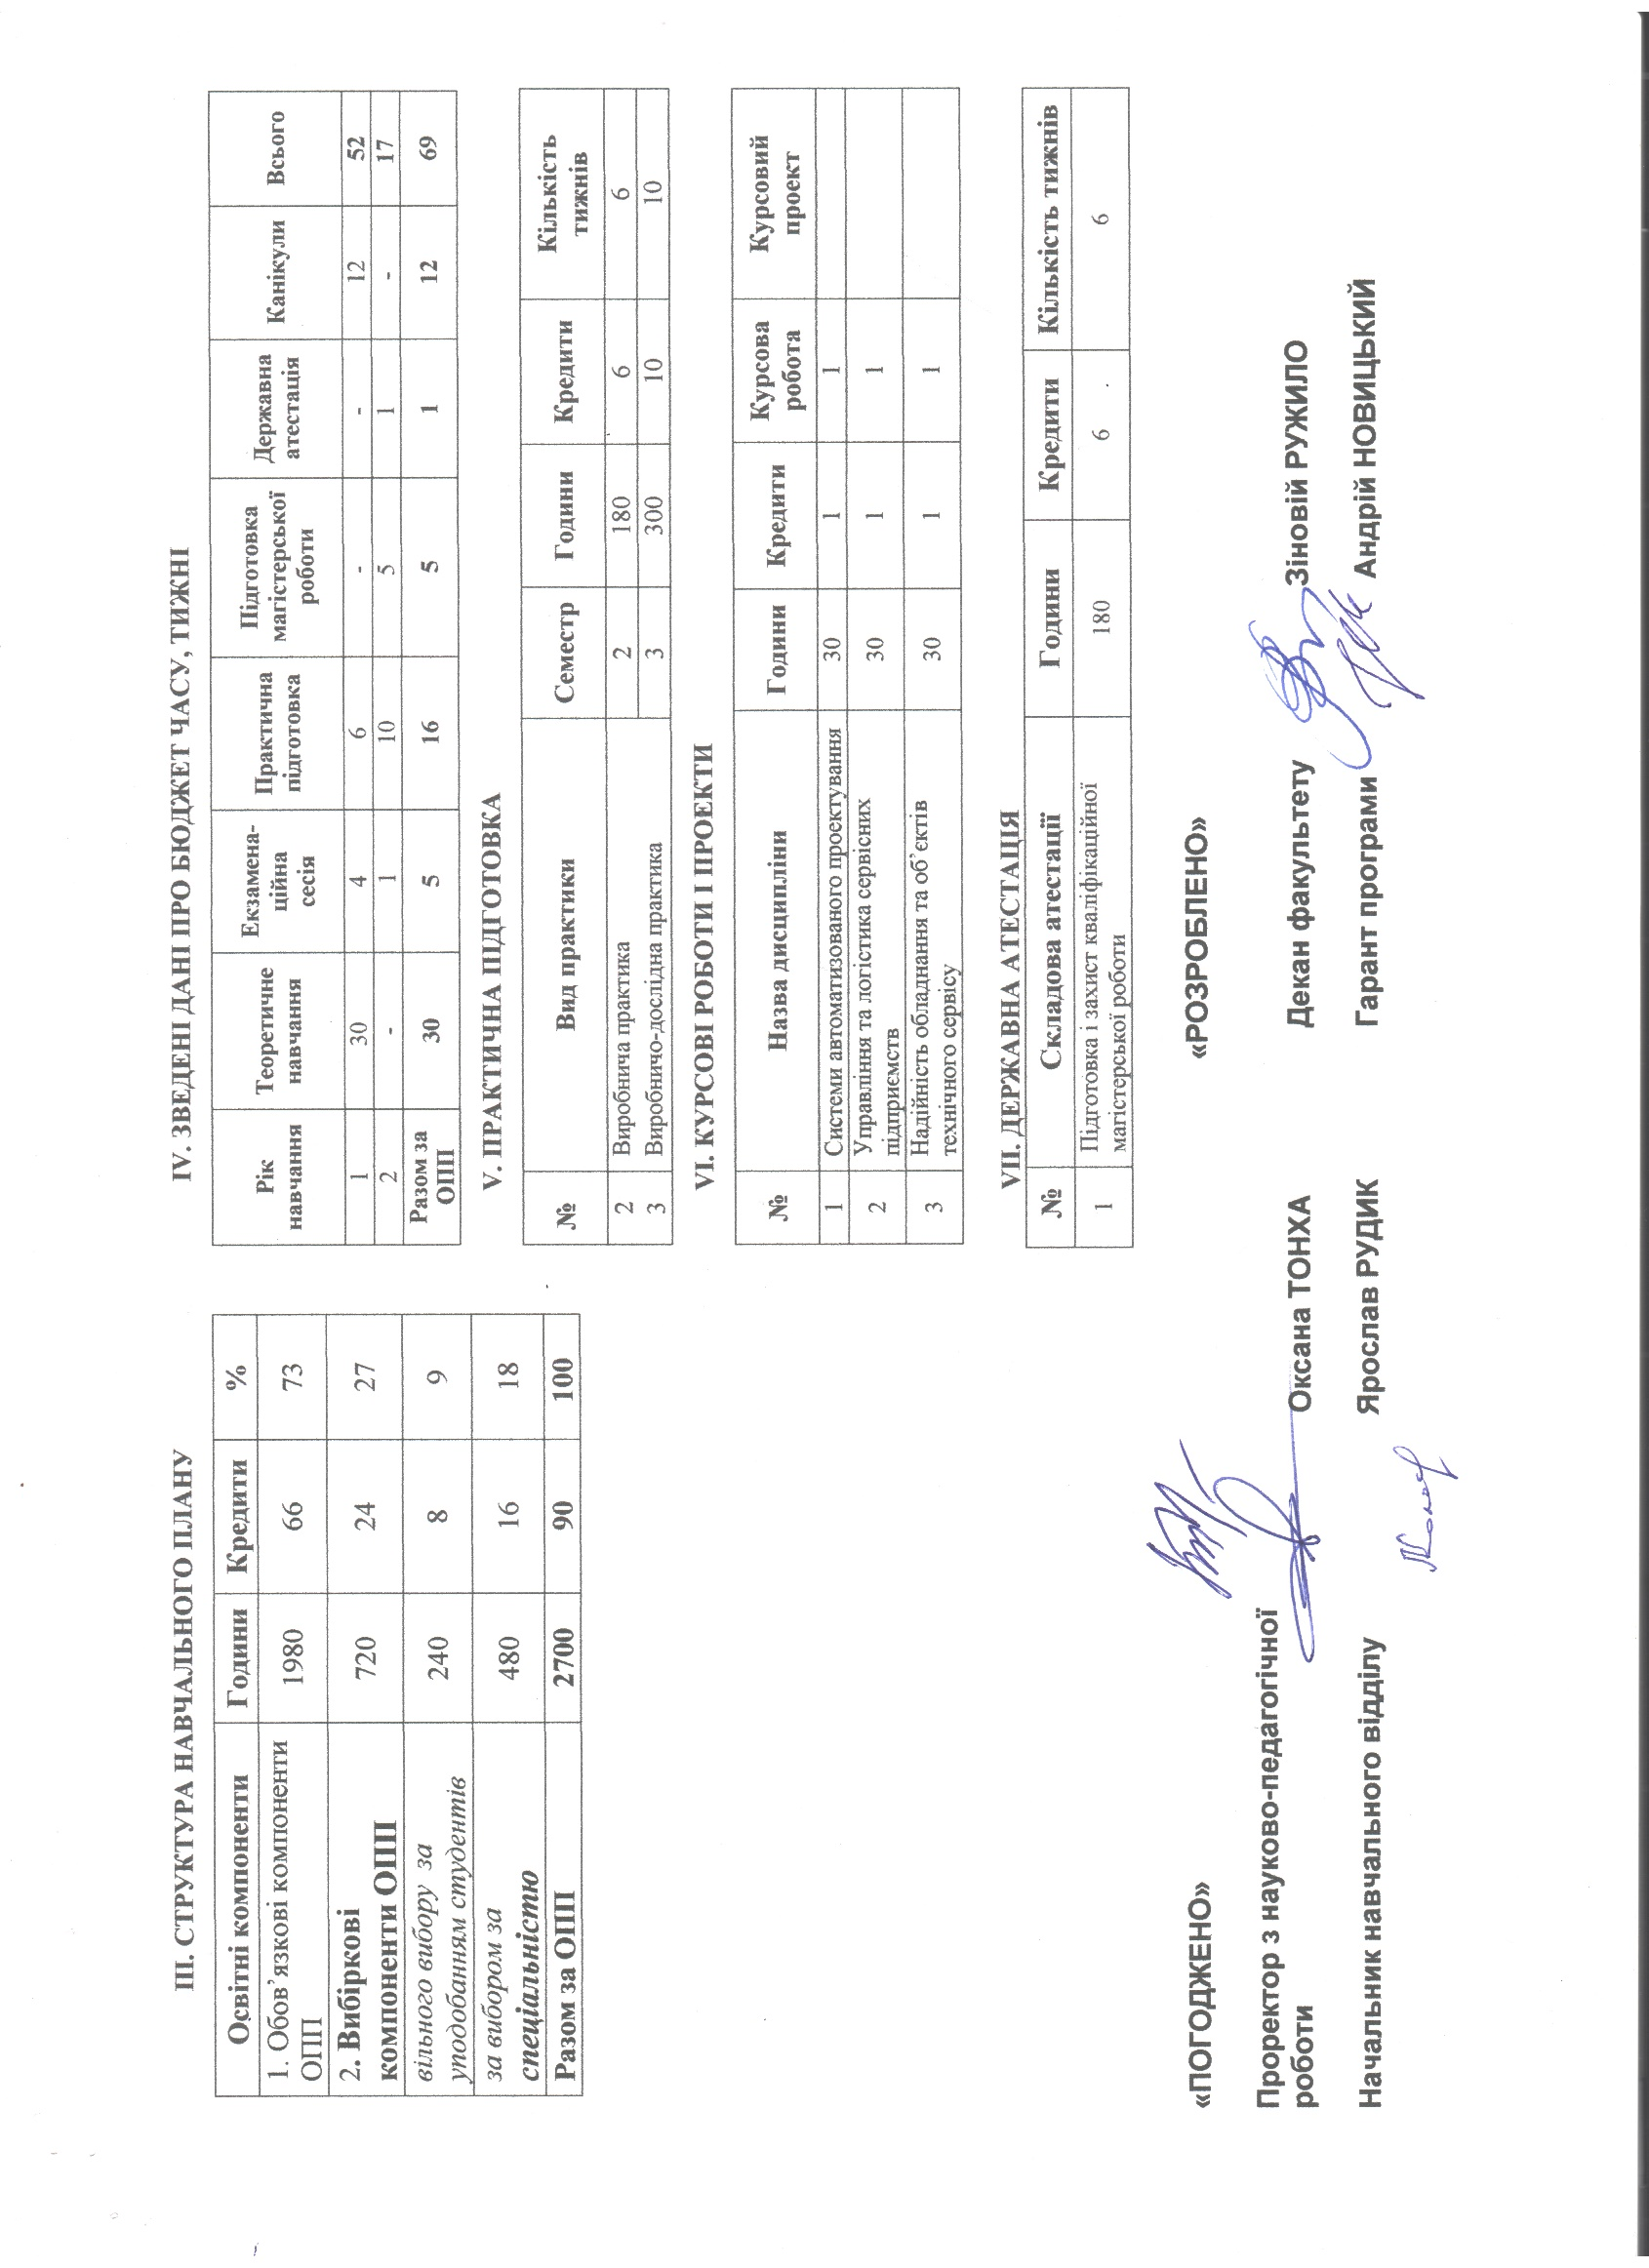 III. СТРУКТУРА НАВЧАЛЬНОГО ПЛАНУ
Освітні компоненти Години Кредити %
1. Обов’язкові компоненти 1980 66 73
ОПП
2. Вибіркові 720 24 27
компоненти ОПП
вільного вибору за 240 8 9
уподобанням студентів
за вибором за 480 16 18
спеціальністю
Разом за ОПП 2700 90 100
IV. ЗВЕДЕНІ ДАНІ ПРО БЮДЖЕТ ЧАСУ, ТИЖНІ
Рік навчання Теоретичне навчання Екзамена-ційна сесія Практична підготовка Підготовка магістерської роботи Державна атестація Канікули Всього
1 30 4 6 - - 12 52
2 - 1 10 5 1 - 17
Разом за ОПП 30 5 16 5 1 12 69
V. ПРАКТИЧНА ПІДГОТОВКА
№ Вид практики Семестр Години Кредити Кількість тижнів
2 Виробнича практика 2 180 6 6
3 Виробничо-дослідна практика 3 300 10 10
VI. КУРСОВІ РОБОТИ І ПРОЕКТИ
№ Назва дисципліни Години Кредити Курсова робота Курсовий проект
1 Системи автоматизованого проектування 30 1 1
2 Управління та логістика сервісних 30 1 1
підприємств
3 Надійність обладнання та об’єктів 30 1 1
технічного сервісу
VII. ДЕРЖАВНА АТЕСТАЦІЯ
№ Складова атестації Години Кредити Кількість тижнів
1 Підготовка і захист кваліфікаційної 180 6 6
магістерської роботи
«ПОГОДЖЕНО»
Проректор з науково-педагогічної
роботи Оксана ТОНХА
Начальник навчального відділу Ярослав РУДИК
«РОЗРОБЛЕНО»
Декан факультету Зіновій РУЖИЛО
Гарант програми Андрій НОВИЦЬКИЙ